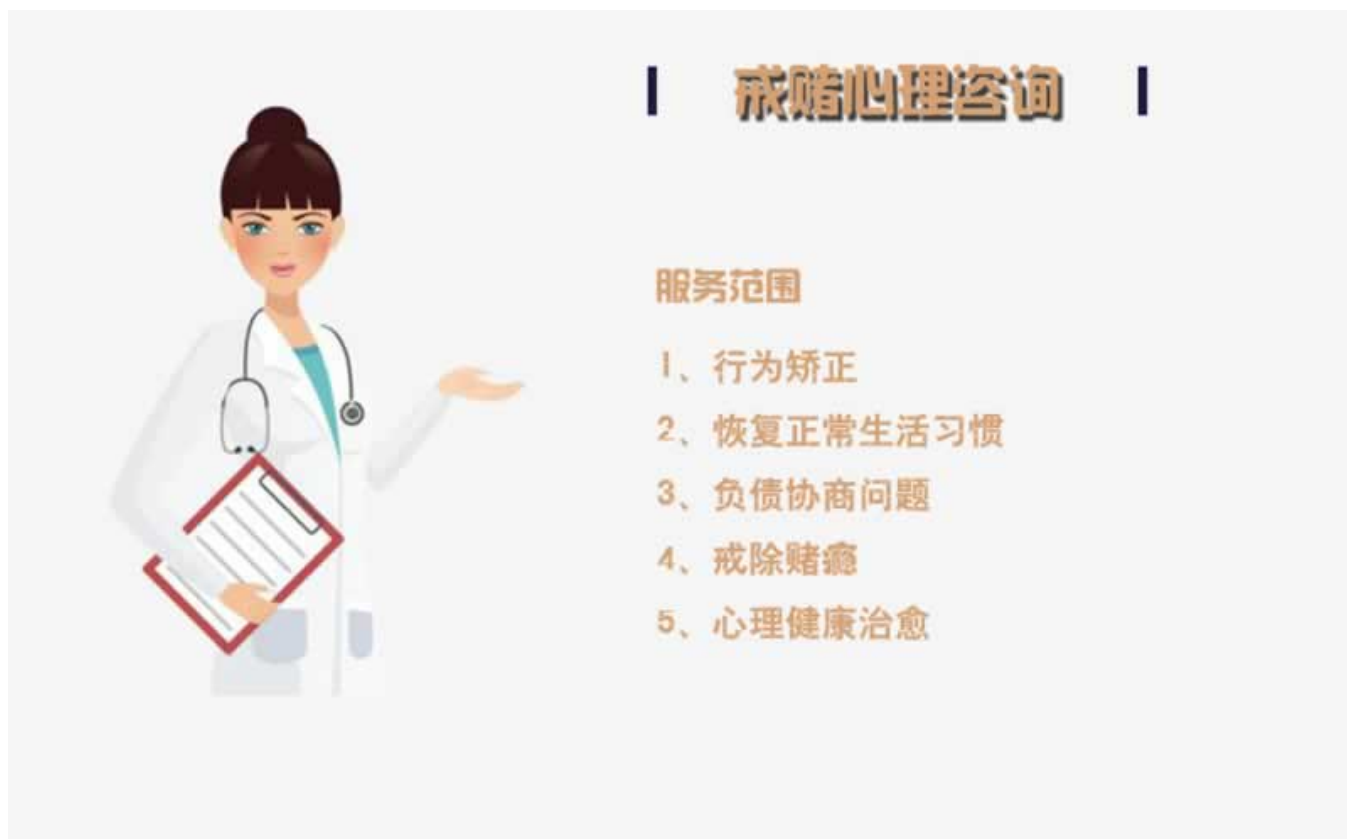 戒赌心理咨询
服务范围
1、行为矫正
2、恢复正常生活习惯
3、负债协商问题
4、戒除赌瘾
5、心理健康治愈